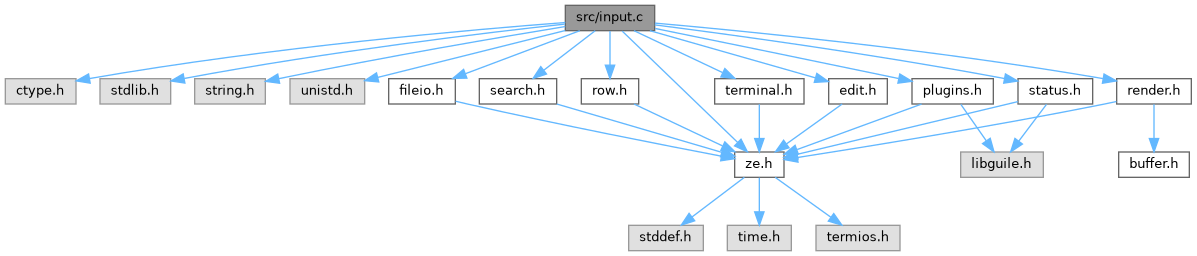 src/input.c
ctype.h
stdlib.h
string.h
unistd.h
fileio.h
search.h
row.h
terminal.h
edit.h
plugins.h
status.h
render.h
ze.h
libguile.h
buffer.h
stddef.h
time.h
termios.h